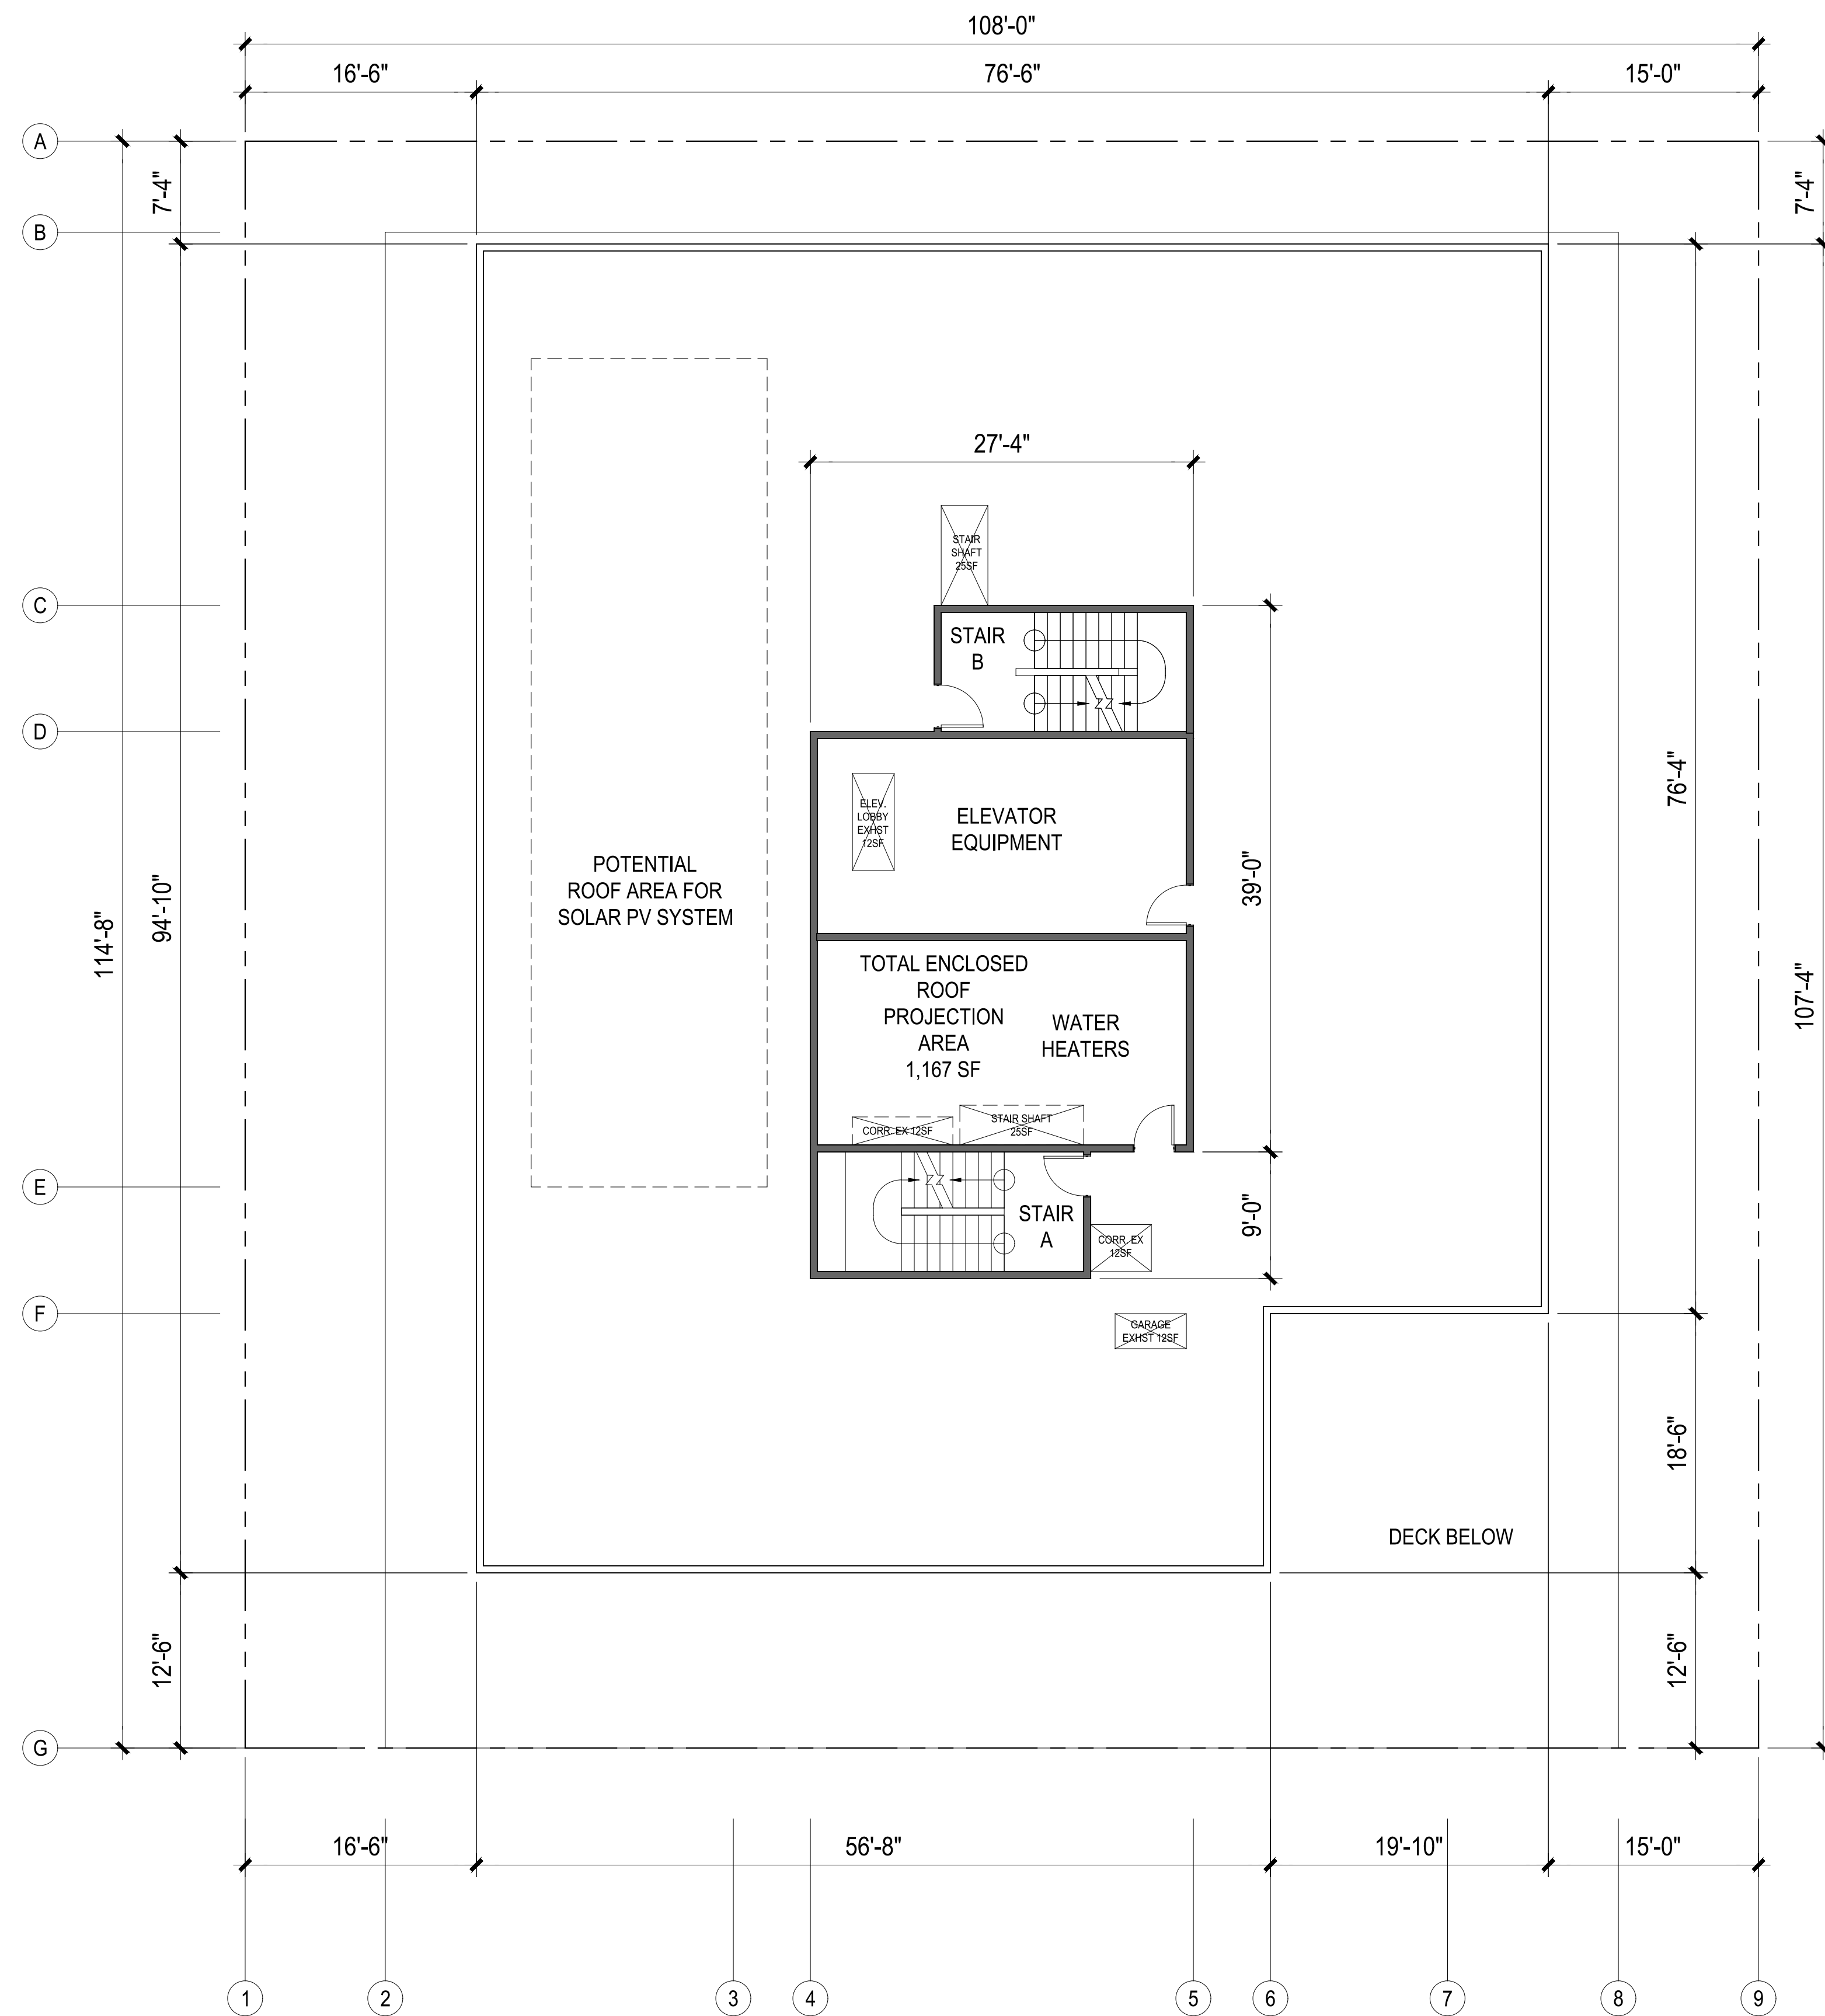 108'-0"
16'-6"
76'-6"
15'-0"
A
7'-4"
7'-4"
B
27'-4"
STAIR
SHAFT
25SF
C
STAIR
B
D
76'-4"
ELEV.
LOBBY
EXHST
12SF
ELEVATOR
EQUIPMENT
POTENTIAL
ROOF AREA FOR
SOLAR PV SYSTEM
39'-0"
94'-10"
114'-8"
107'-4"
TOTAL ENCLOSED
ROOF
PROJECTION
AREA
1,167 SF
WATER
HEATERS
CORR. EX 12SF
STAIR SHAFT
25SF
E
STAIR
A
9'-0"
CORR. EX
12SF
F
GARAGE
EXHST 12SF
18'-6"
DECK BELOW
12'-6"
12'-6"
G
16'-6"
56'-8"
19'-10"
15'-0"
1
2
3
4
5
6
7
8
9